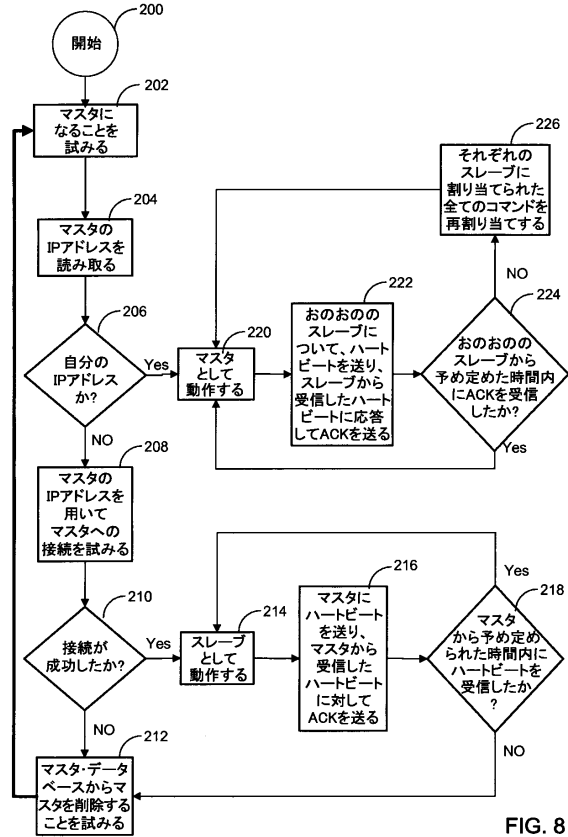 200
開始
202
マスタに
なることを
試みる
204
マスタの
IPアドレスを
読み取る
206
自分の
IPアドレス
か?
Yes
NO
208
マスタの
IPアドレスを
用いて
マスタへの
接続を試みる
210
接続が
成功したか?
Yes
NO
212
マスタ・データ
ベースからマ
スタを削除する
ことを試みる
220
マスタ
として
動作する
222
おのおのの
スレーブに
ついて、ハート
ビートを送り、
スレーブから
受信したハート
ビートに応答
してACKを送る
224
おのおのの
スレーブから
予め定めた時間内
にACKを受信
したか?
Yes
NO
226
それぞれの
スレーブに
割り当てられた
全てのコマンドを
再割り当てする
214
スレーブ
として
動作する
216
マスタに
ハートビート
を送り、
マスタから
受信した
ハートビート
に対して
ACKを送る
218
マスタ
から予め定め
られた時間内に
ハートビートを
受信したか
?
Yes
NO
FIG. 8